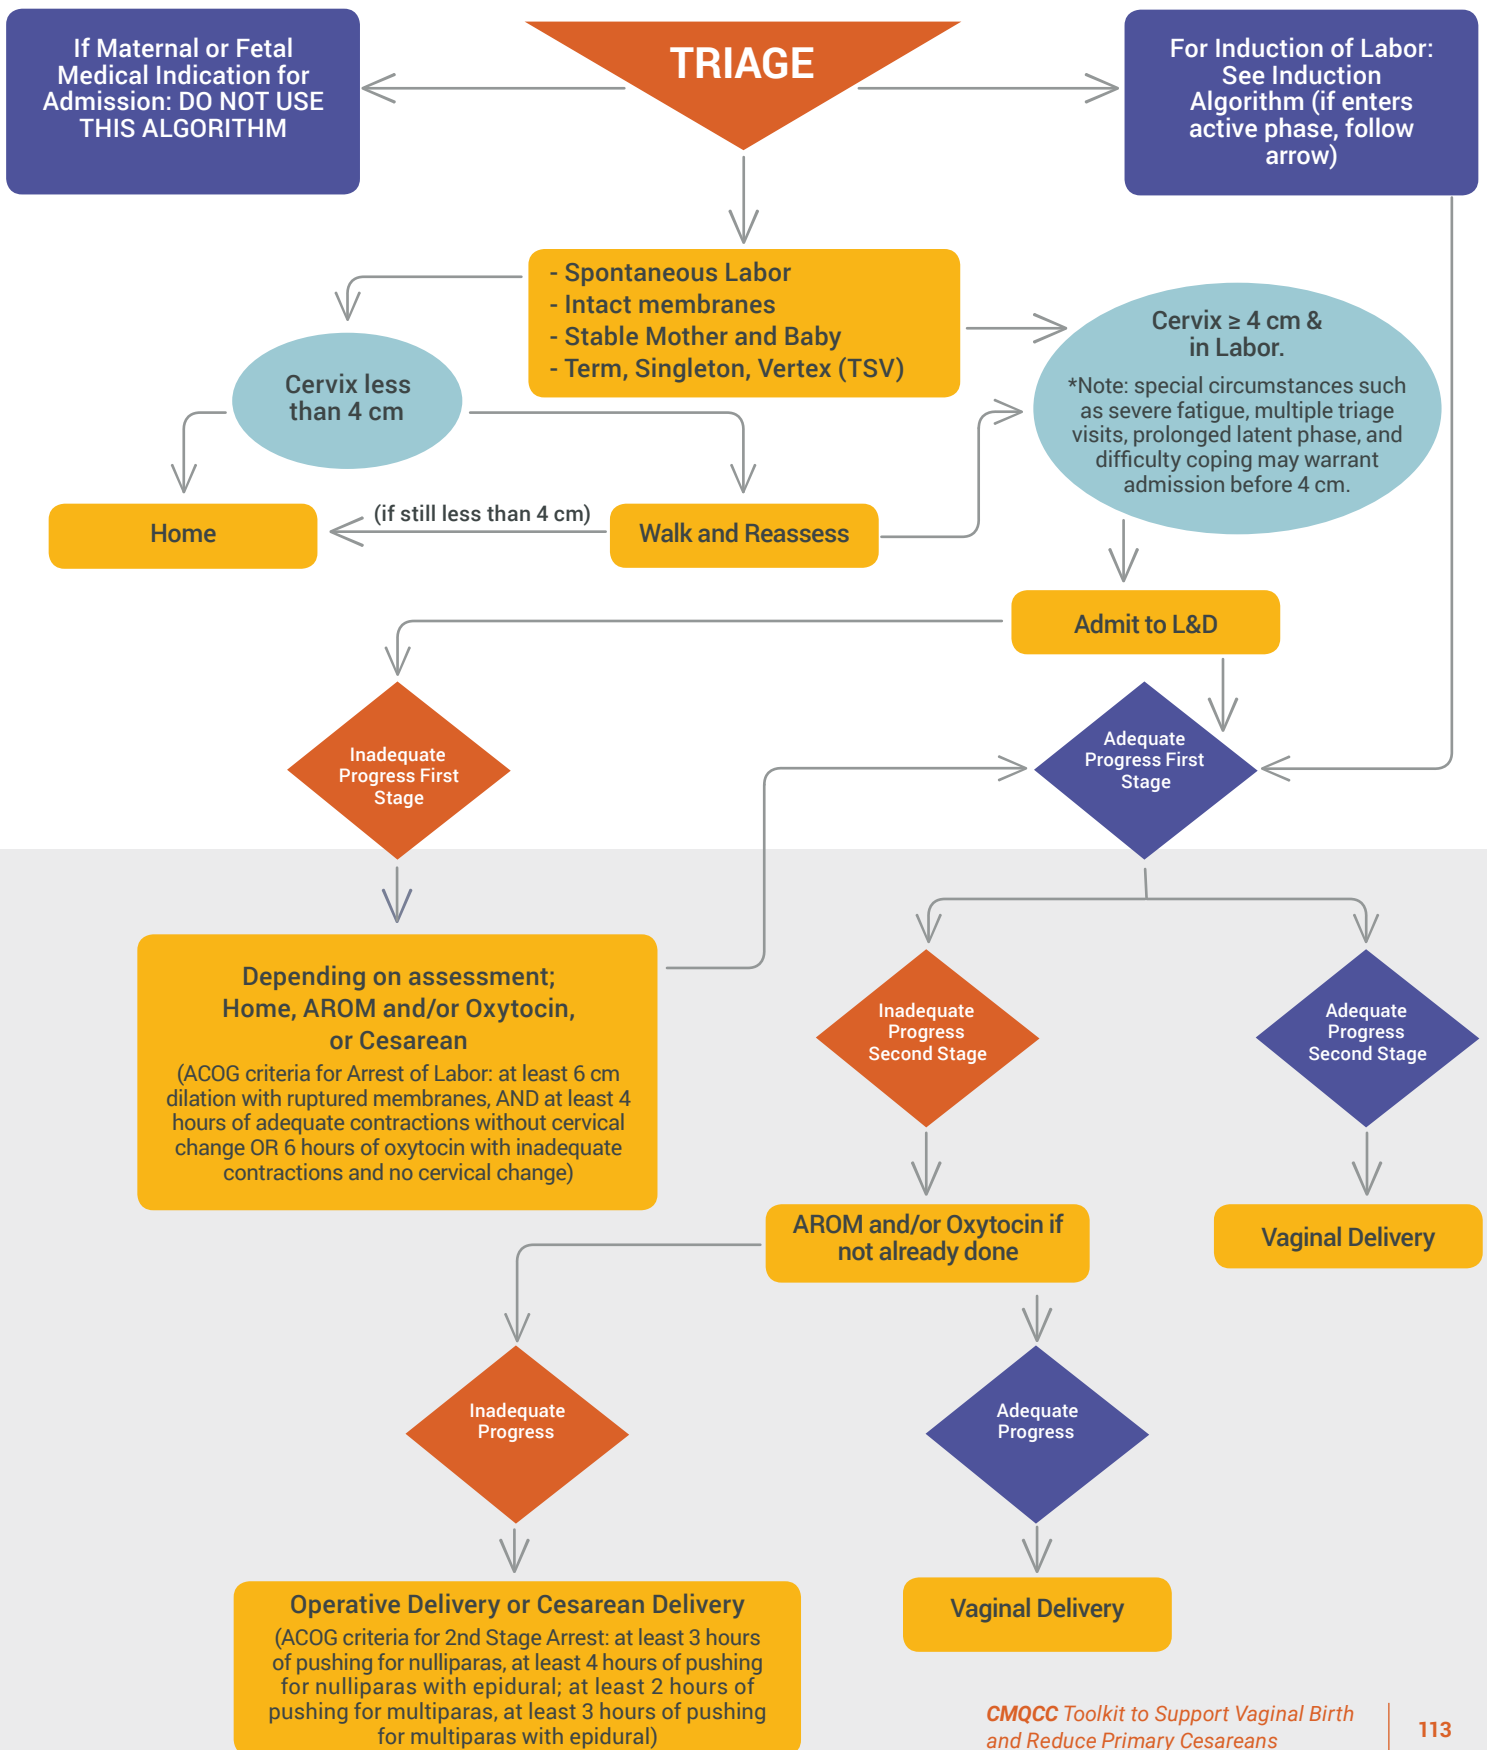 If Maternal or Fetal
Medical Indication for
Admission: DO NOT USE
THIS ALGORITHM
TRIAGE
For Induction of Labor:
See Induction
Algorithm (if enters
active phase, follow
arrow)
- Spontaneous Labor
- Intact membranes
- Stable Mother and Baby
- Term, Singleton, Vertex (TSV)
Cervix less
than 4 cm
Cervix ≥ 4 cm &
in Labor.
*Note: special circumstances such
as severe fatigue, multiple triage
visits, prolonged latent phase, and
difficulty coping may warrant
admission before 4 cm.
Home
(if still less than 4 cm)
Walk and Reassess
Admit to L&D
Inadequate
Progress First
Stage
Adequate
Progress First
Stage
Depending on assessment;
Home, AROM and/or Oxytocin,
or Cesarean
(ACOG criteria for Arrest of Labor: at least 6 cm
dilation with ruptured membranes, AND at least 4
hours of adequate contractions without cervical
change OR 6 hours of oxytocin with inadequate
contractions and no cervical change)
Inadequate
Progress
Second Stage
Adequate
Progress
Second Stage
AROM and/or Oxytocin if
not already done
Vaginal Delivery
Inadequate
Progress
Adequate
Progress
Operative Delivery or Cesarean Delivery
(ACOG criteria for 2nd Stage Arrest: at least 3 hours
of pushing for nulliparas, at least 4 hours of pushing
for nulliparas with epidural; at least 2 hours of
pushing for multiparas, at least 3 hours of pushing
for multiparas with epidural)
Vaginal Delivery
CMQCC Toolkit to Support Vaginal Birth
and Reduce Primary Cesareans
113